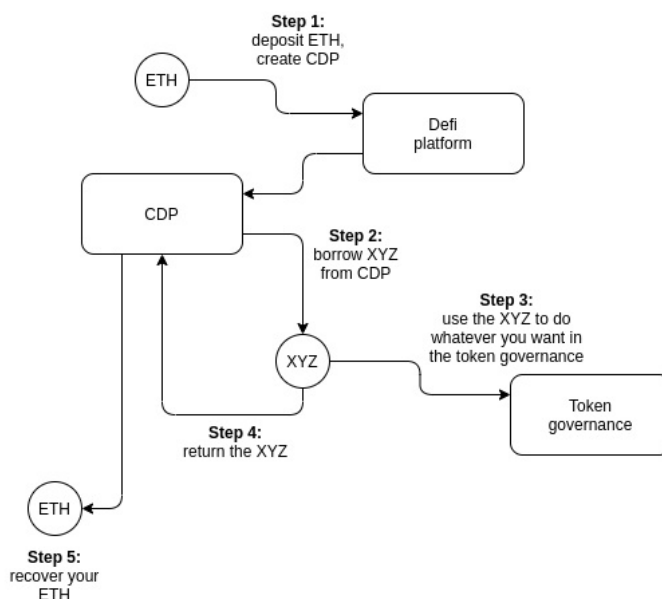 Step 1:
deposit ETH,
create CDP
ETH
Defi
platform
CDP
Step 2:
borrow XYZ
from CDP
Step 3:
use the XYZ to do
whatever you want in
the token governance
XYZ
Token
governance
Step 4:
return the XYZ
ETH
Step 5:
recover your
ETH